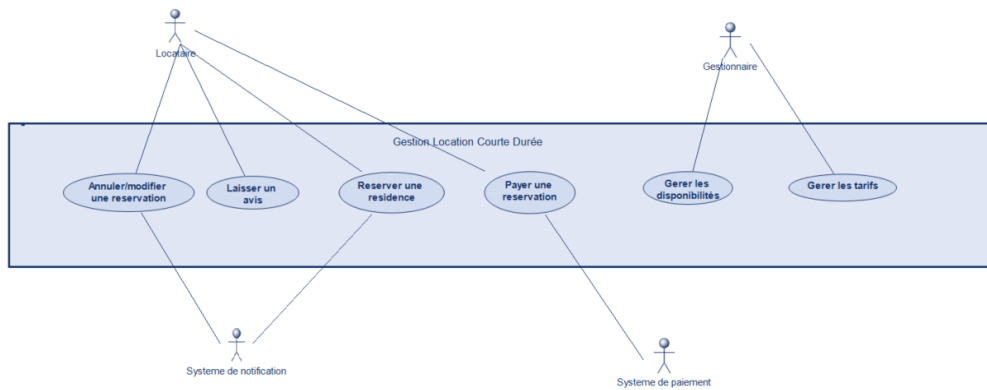 Locataire
Gestionnaire
Gestion Location Courte Durée
Annuler/modifier
une reservation
Laisser un
avis
Reserver une
residence
Payer une
reservation
Gerer les
disponibilités
Gerer les tarifs
Systeme de notification
Systeme de paiement